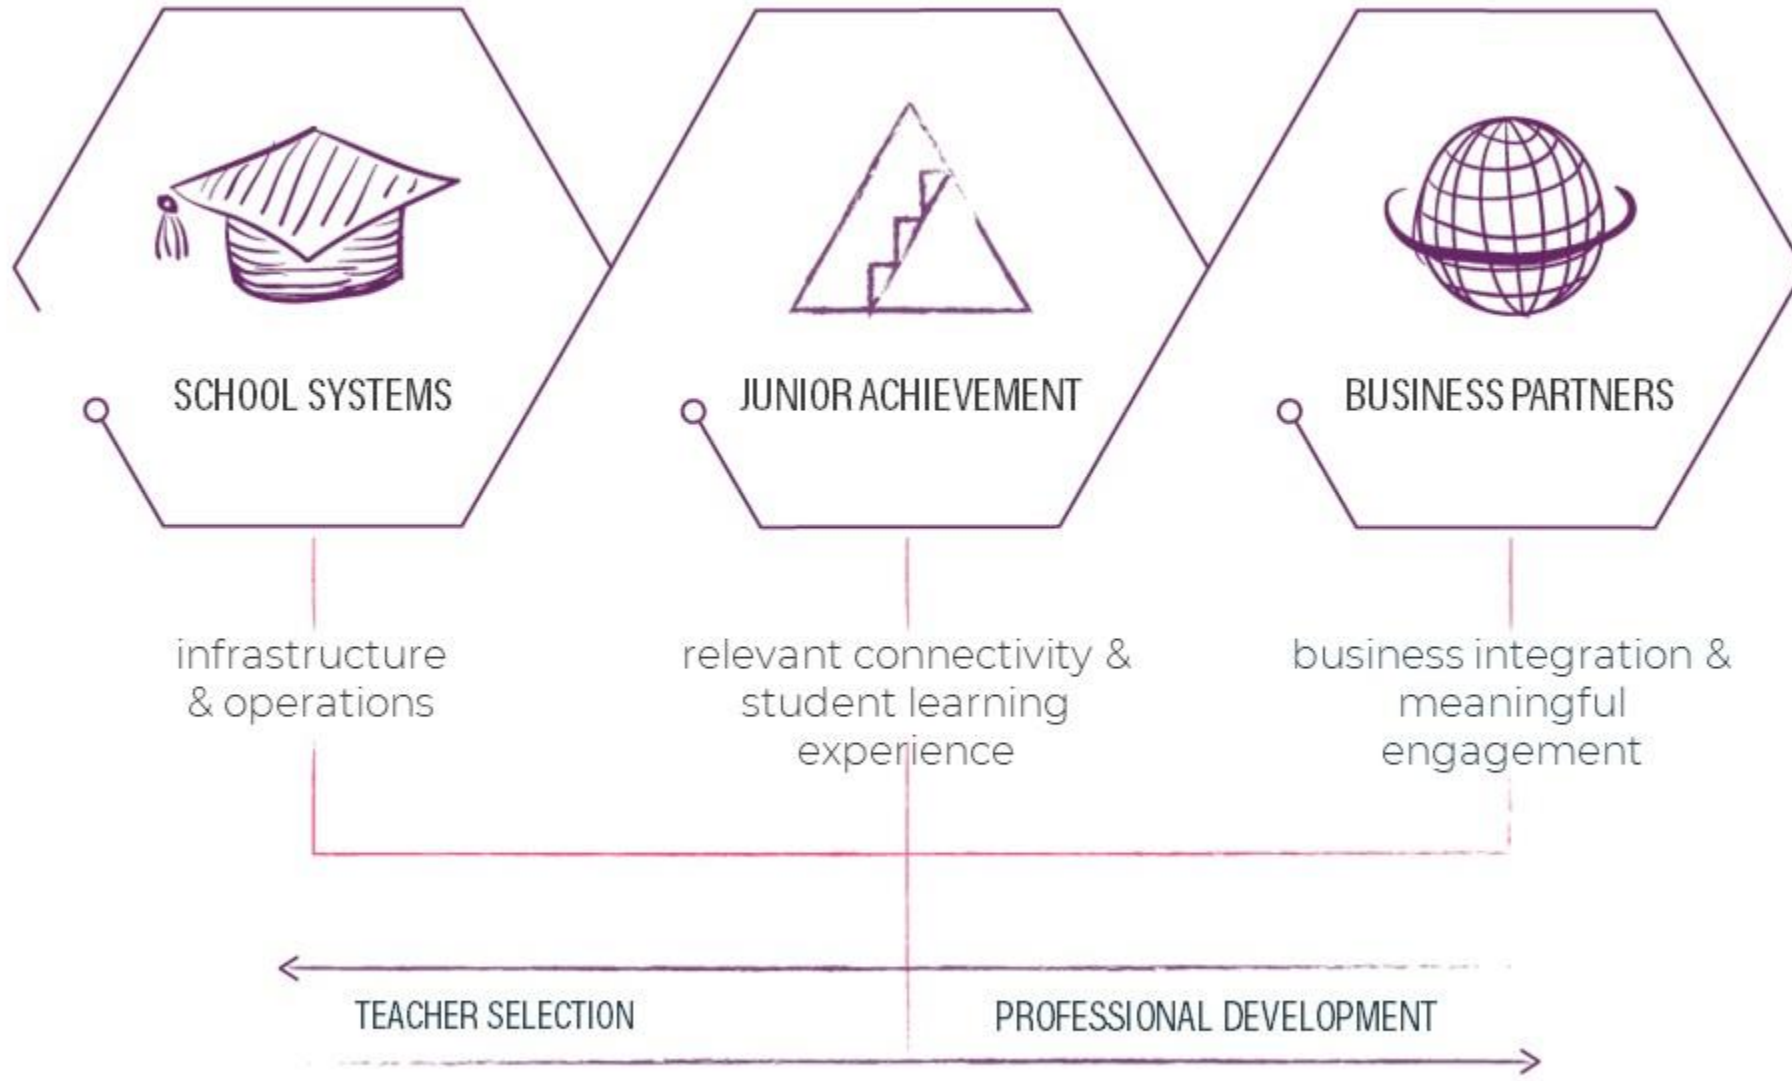 SCHOOL SYSTEMS
JUNIOR ACHIEVEMENT
BUSINESS PARTNERS
infrastructure
& operations
relevant connectivity &
student learning
experience
business integration &
meaningful
engagement
TEACHER SELECTION
PROFESSIONAL DEVELOPMENT